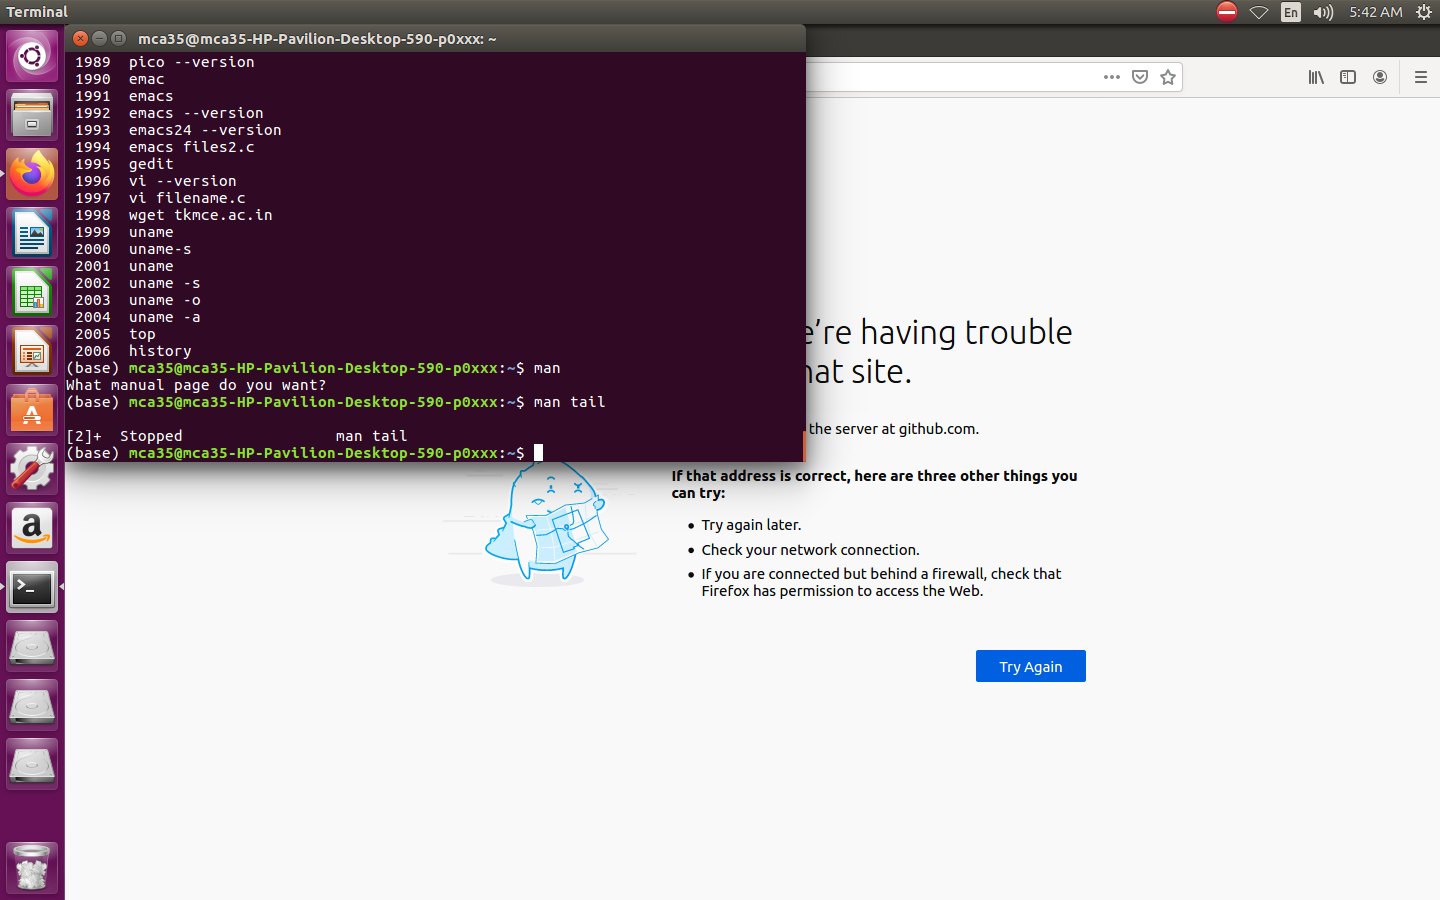 Terminal
En
5:42 AM
mca35@mca35-HP-Pavilion-Desktop-590-p0xxx: ~
1989 pico --version
1990 emac
1991 emacs
1992 emacs --version
1993 emacs24 --version
1994 emacs files2.c
1995 gedit
1996 vi --version
1997 vi filename.c
1998 wget tkmce.ac.in
1999 uname
2000 uname-s
2001 uname
2002 uname -s
2003 uname -o
2004 uname -a
2005 top
2006 history
(base) mca35@mca35-HP-Pavilion-Desktop-590-p0xxx:~$ man
What manual page do you want?
(base) mca35@mca35-HP-Pavilion-Desktop-590-p0xxx:~$ man tail
[2]+ Stopped man tail
(base) mca35@mca35-HP-Pavilion-Desktop-590-p0xxx:~$
're having trouble
hat site.
the server at github.com.
If that address is correct, here are three other things you
can try:
• Try again later.
• Check your network connection.
• If you are connected but behind a firewall, check that
Firefox has permission to access the Web.
Try Again